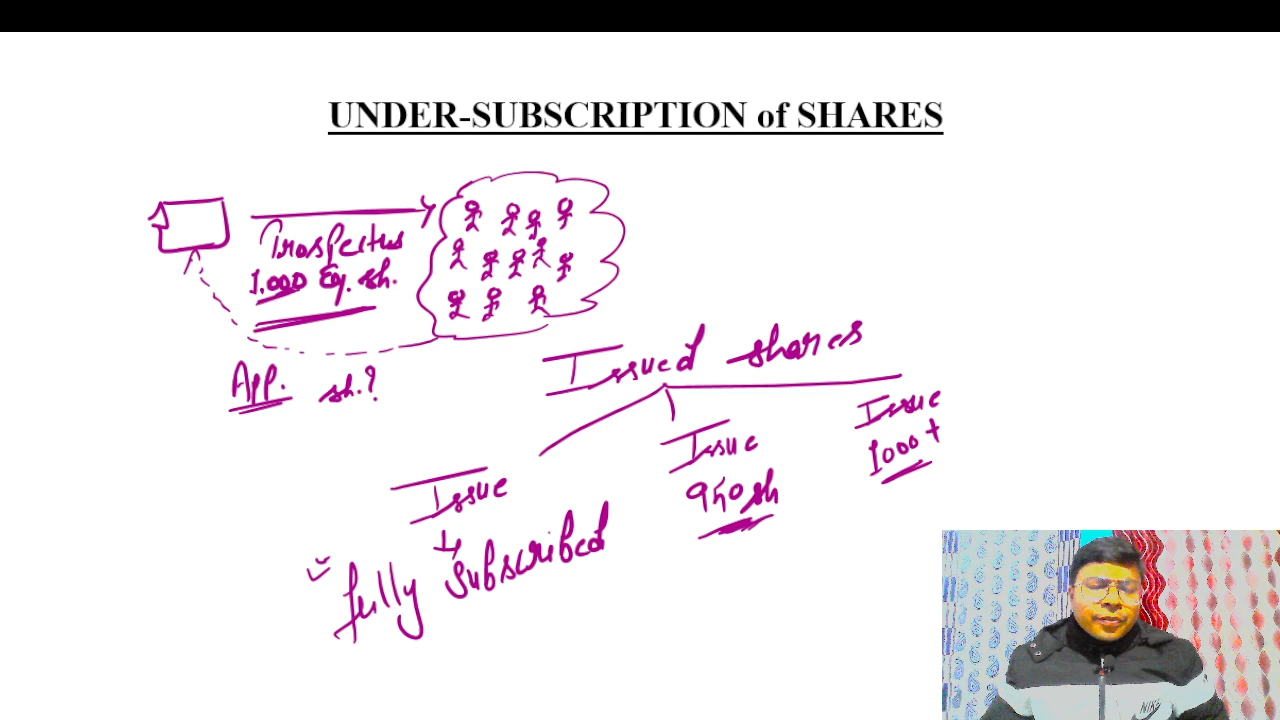 UNDER-SUBSCRIPTION of SHARES
Prospectus
1,000 Eq. sh.
App. sh.?
Issued shares
Issue
1000+
Issue
950 sh
Issue
fully subscribed
NIKE